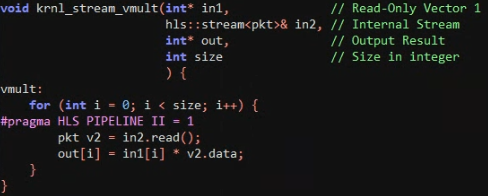 void krnl_stream_vmult(int* in1, // Read-Only Vector 1
hls::stream<pkt>& in2, // Internal Stream
int* out, // Output Result
int size // Size in integer
) {
vmult:
for (int i = 0; i < size; i++) {
#pragma HLS PIPELINE II = 1
pkt v2 = in2.read();
out[i] = in1[i] * v2.data;
}
}